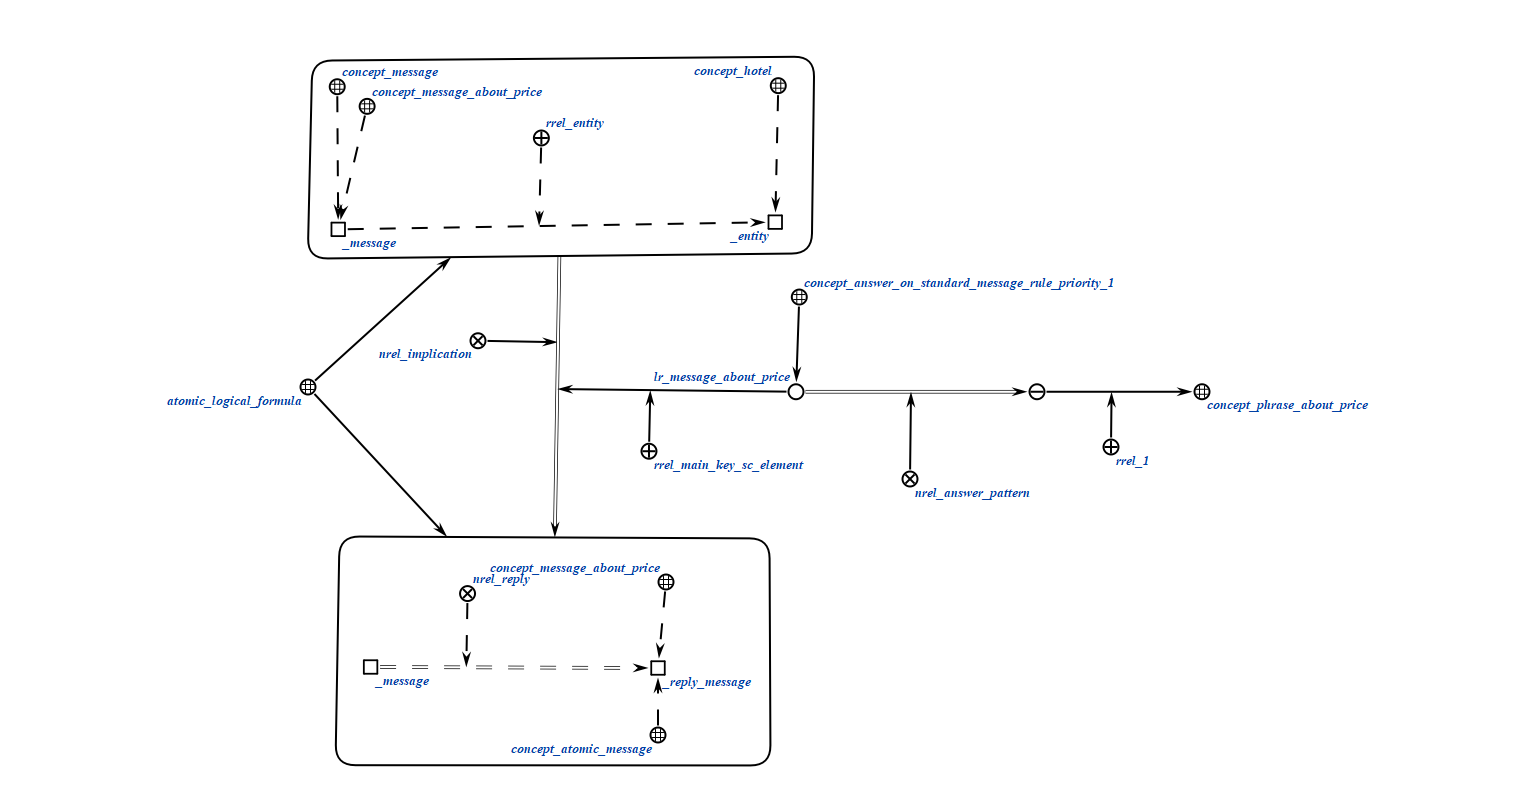 concept_message
concept_hotel
concept_message_about_price
rrel_entity
_message
_entity
concept_answer_on_standard_message_rule_priority_1
nrel_implication
lr_message_about_price
atomic_logical_formula
concept_phrase_about_price
rrel_main_key_sc_element
rrel_1
nrel_answer_pattern
concept_message_about_price
nrel_reply
_message
_reply_message
concept_atomic_message